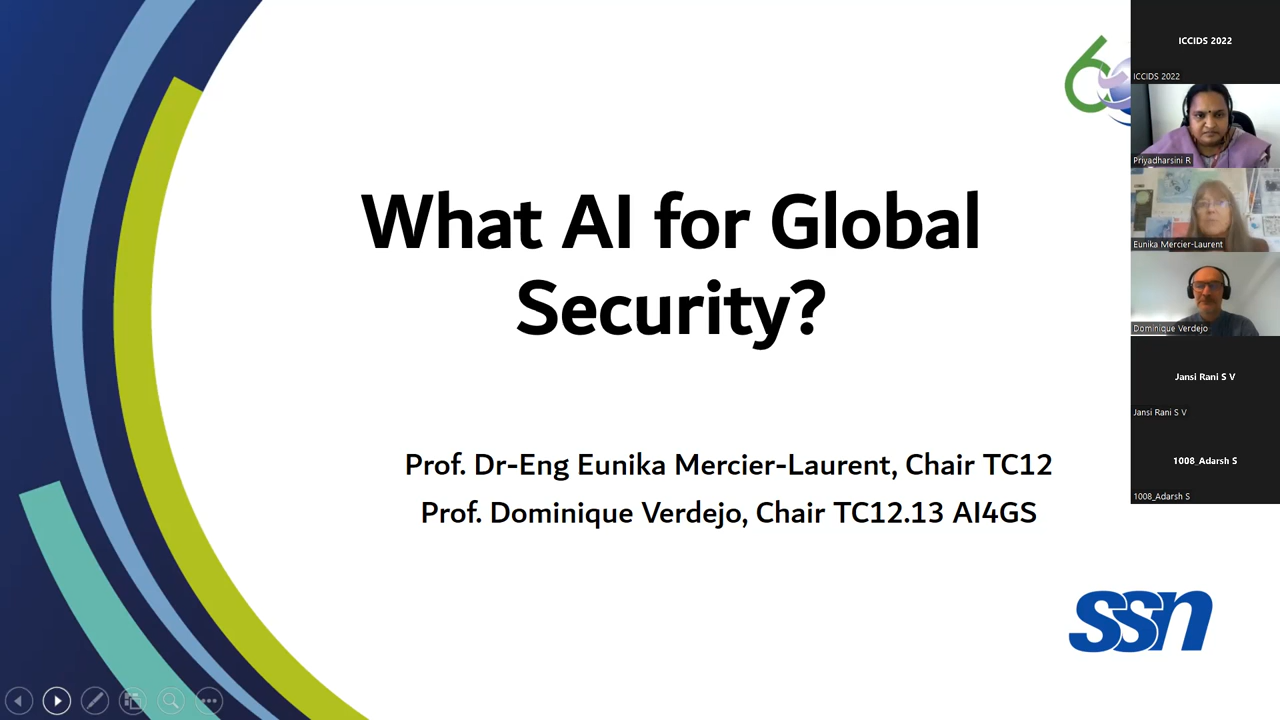 What AI for Global
Security?
Prof. Dr-Eng Eunika Mercier-Laurent, Chair TC12
Prof. Dominique Verdejo, Chair TC12.13 AI4GS
ssn
6
ICCIDS 2022
ICCIDS 2022
Priyadharsini R
Eunika Mercier-Laurent
Dominique Verdejo
Jansi Rani S V
Jansi Rani S V
1008_Adarsh S
1008_Adarsh S